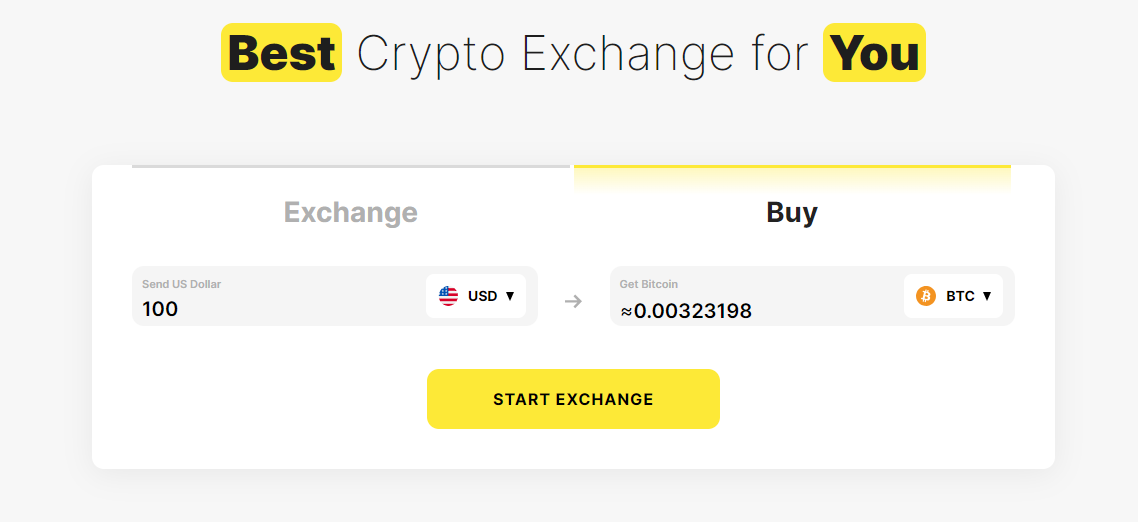 Best Crypto Exchange for You
Exchange
Buy
Send US Dollar
100
USD ▼
Get Bitcoin
≈0.00323198
BTC ▼
START EXCHANGE